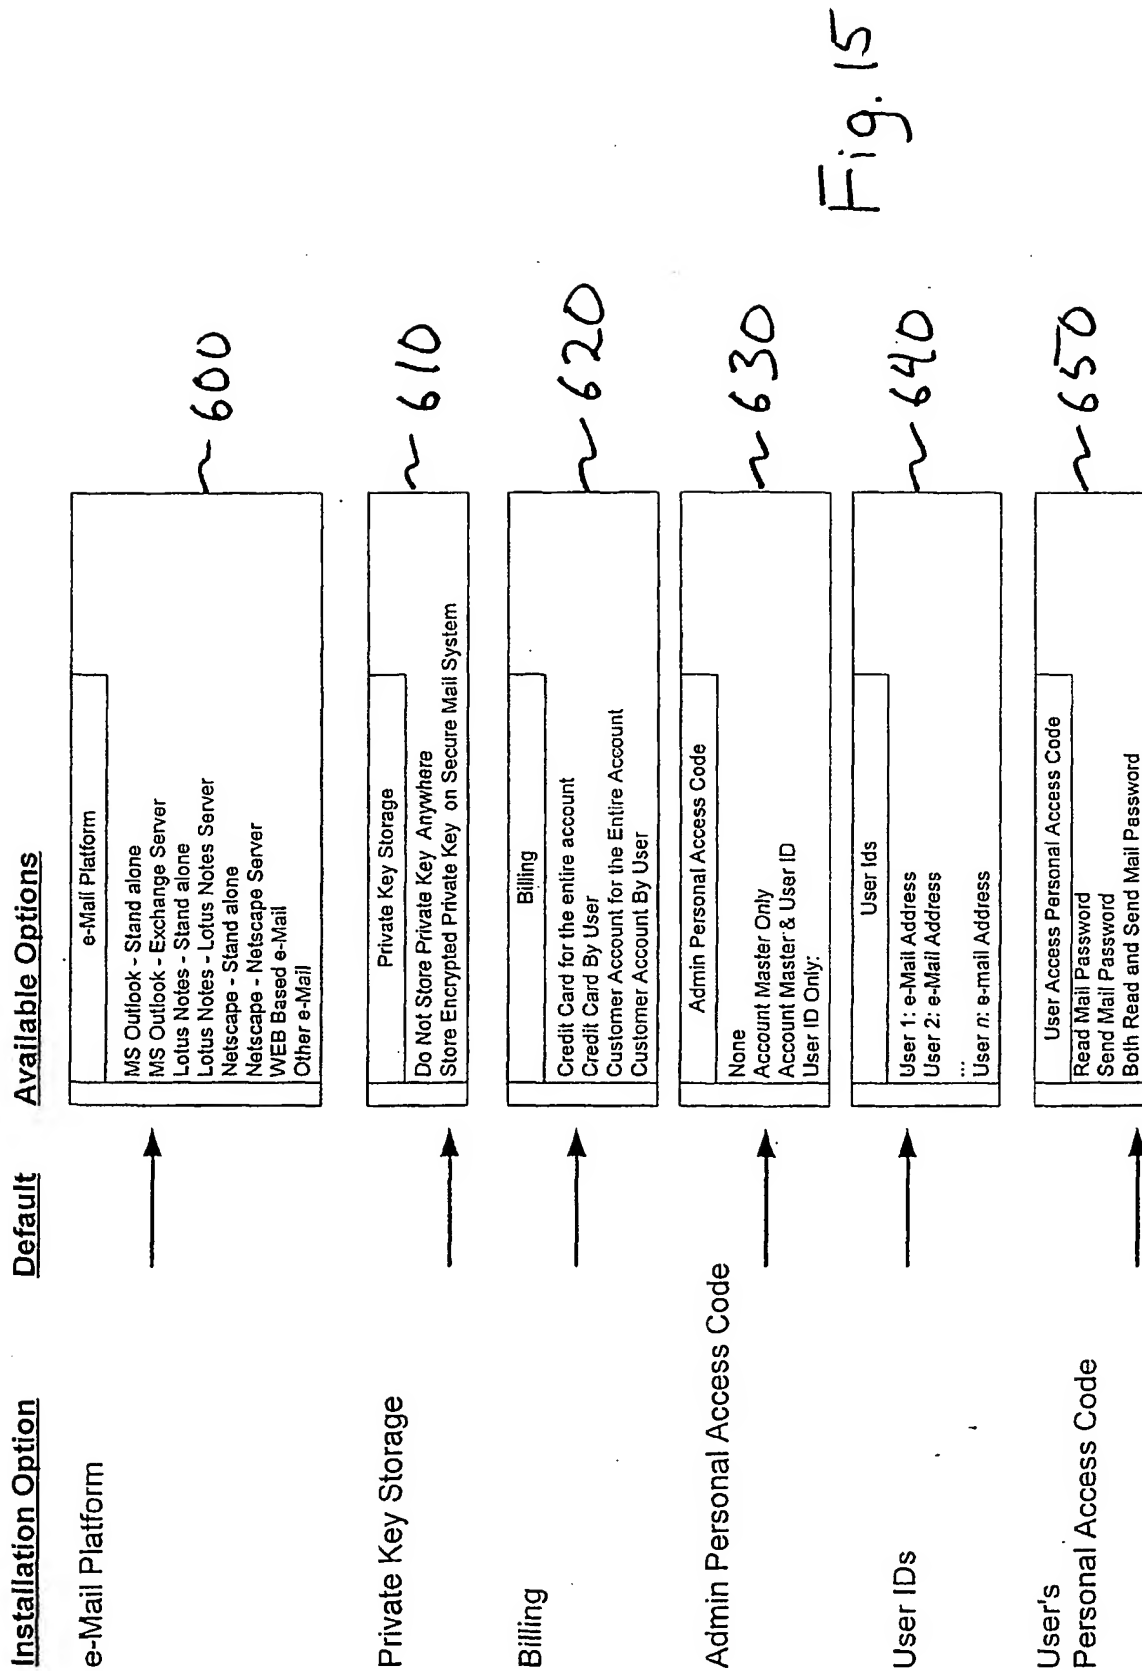 Installation Option
Default
Available Options
e-Mail Platform
e-Mail Platform
MS Outlook - Stand alone
MS Outlook - Exchange Server
Lotus Notes - Stand alone
Lotus Notes - Lotus Notes Server
Netscape - Stand alone
Netscape - Netscape Server
WEB Based e-Mail
Other e-Mail
~600
Private Key Storage
Private Key Storage
Do Not Store Private Key Anywhere
Store Encrypted Private Key on Secure Mail System
~610
Billing
Billing
Credit Card for the entire account
Credit Card By User
Customer Account for the Entire Account
Customer Account By User
~620
Admin Personal Access Code
Admin Personal Access Code
None
Account Master Only
Account Master & User ID
User ID Only:
~630
User IDs
User Ids
User 1: e-Mail Address
User 2: e-Mail Address
...
User n: e-mail Address
~640
User's
Personal Access Code
User Access Personal Access Code
Read Mail Password
Send Mail Password
Both Read and Send Mail Password
~650
Fig. 15